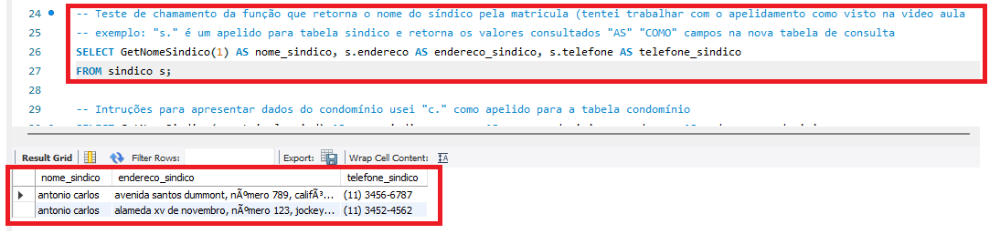 24 -- Teste de chamamento da função que retorna o nome do síndico pela matricula (tentei trabalhar com o apelidamento como visto na video aula
25 -- exemplo: "s." é um apelido para tabela sindico e retorna os valores consultados "AS" "COMO" campos na nova tabela de consulta
26 SELECT GetNomeSindico(1) AS nome_sindico, s.endereco AS endereco_sindico, s.telefone AS telefone_sindico
27 FROM sindico s;
28
29 -- Intruções para apresentar dados do condomínio usei "c." como apelido para a tabela condomínio
Result Grid Filter Rows: Export: Wrap Cell Content:
nome_sindico endereco_sindico telefone_sindico
antonio carlos avenida santos dummont, nÃºmero 789, califÃ³... (11) 3456-6787
antonio carlos alameda xv de novembro, nÃºmero 123, jockey... (11) 3452-4562